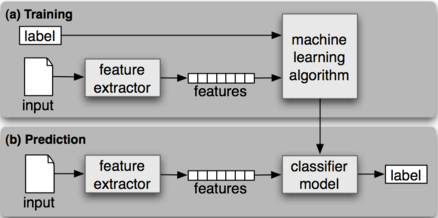 (a) Training
label
input
feature
extractor
features
machine
learning
algorithm
(b) Prediction
input
feature
extractor
features
classifier
model
label